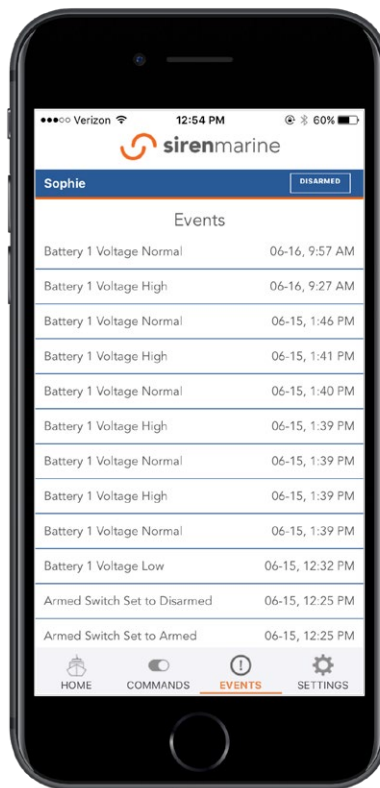 Verizon 12:54 PM 60%
sirenmarine
Sophie DISARMED
Events
Battery 1 Voltage Normal 06-16, 9:57 AM
Battery 1 Voltage High 06-16, 9:27 AM
Battery 1 Voltage Normal 06-15, 1:46 PM
Battery 1 Voltage High 06-15, 1:41 PM
Battery 1 Voltage Normal 06-15, 1:40 PM
Battery 1 Voltage High 06-15, 1:39 PM
Battery 1 Voltage Normal 06-15, 1:39 PM
Battery 1 Voltage High 06-15, 1:39 PM
Battery 1 Voltage Normal 06-15, 1:39 PM
Battery 1 Voltage Low 06-15, 12:32 PM
Armed Switch Set to Disarmed 06-15, 12:25 PM
Armed Switch Set to Armed 06-15, 12:25 PM
HOME COMMANDS EVENTS SETTINGS